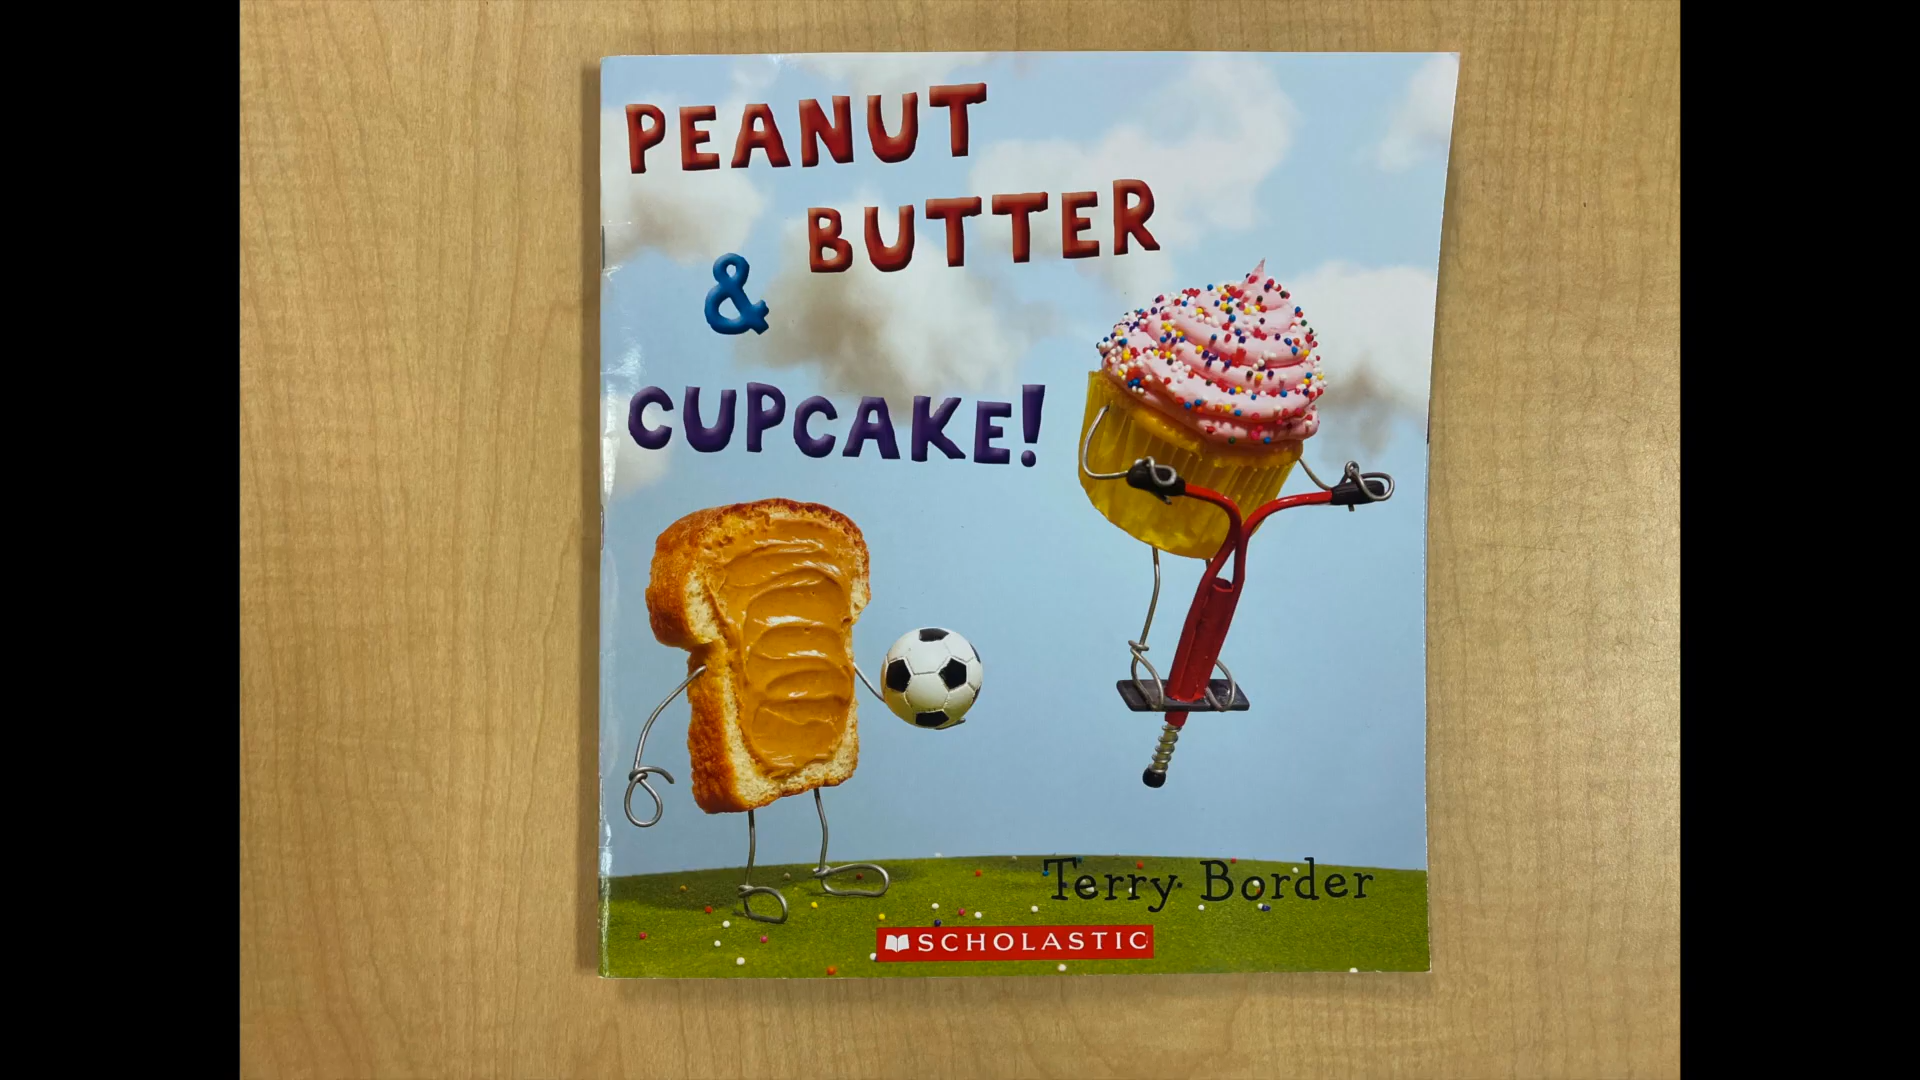 PEANUT
BUTTER
&
CUPCAKE!
Terry Border
SCHOLASTIC